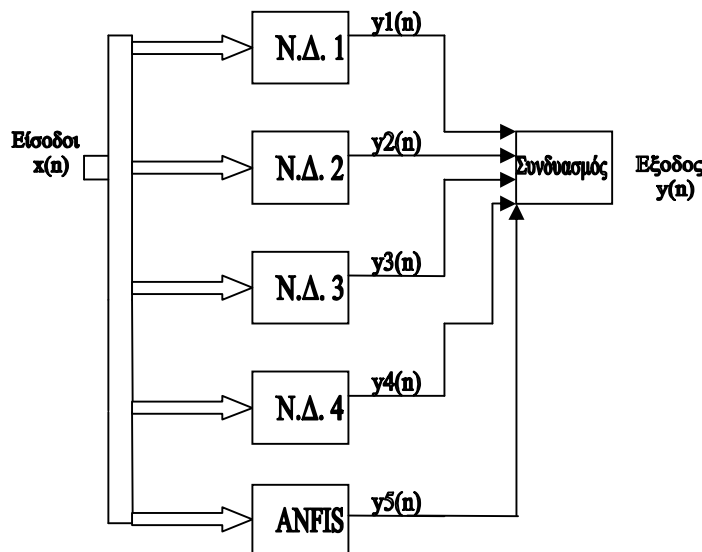 Είσοδοι
x(n)
Ν.Δ. 1
y1(n)
Ν.Δ. 2
y2(n)
Ν.Δ. 3
y3(n)
Ν.Δ. 4
y4(n)
ANFIS
y5(n)
Συνδυασμός
Εξοδος
y(n)